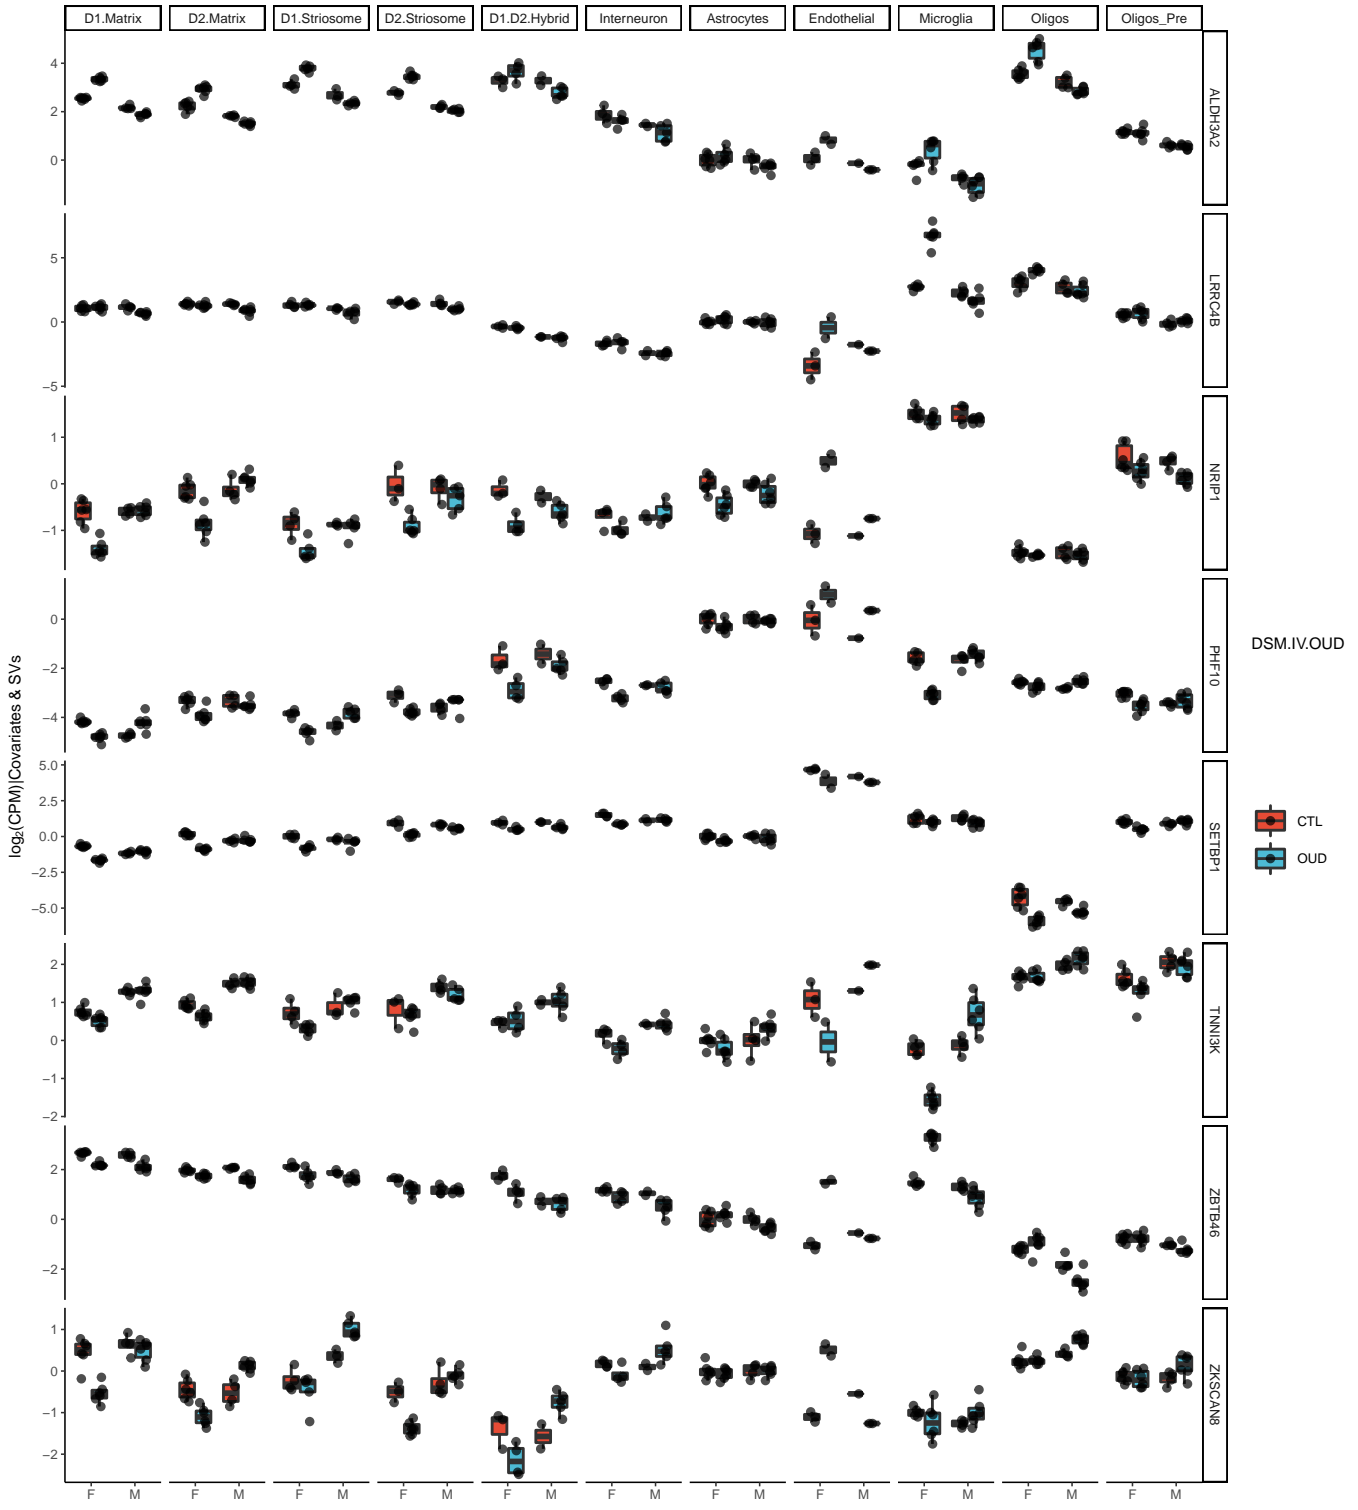 D1.Matrix D2.Matrix D1.Striosome D2.Striosome D1.D2.Hybrid Interneuron Astrocytes Endothelial Microglia Oligos Oligos_Pre
4
2
0
ALDH3A2
5
0
−5
LRRC4B
1
0
−1
NRIP1
0
−2
−4
PHF10
5.0
2.5
0.0
−2.5
−5.0
SETBP1
2
1
0
−1
−2
TNNI3K
2
0
−2
ZBTB46
1
0
−1
−2
ZKSCAN8
F M F M F M F M F M F M F M F M F M F M F M
log2(CPM)|Covariates & SVs
DSM.IV.OUD
CTL
OUD